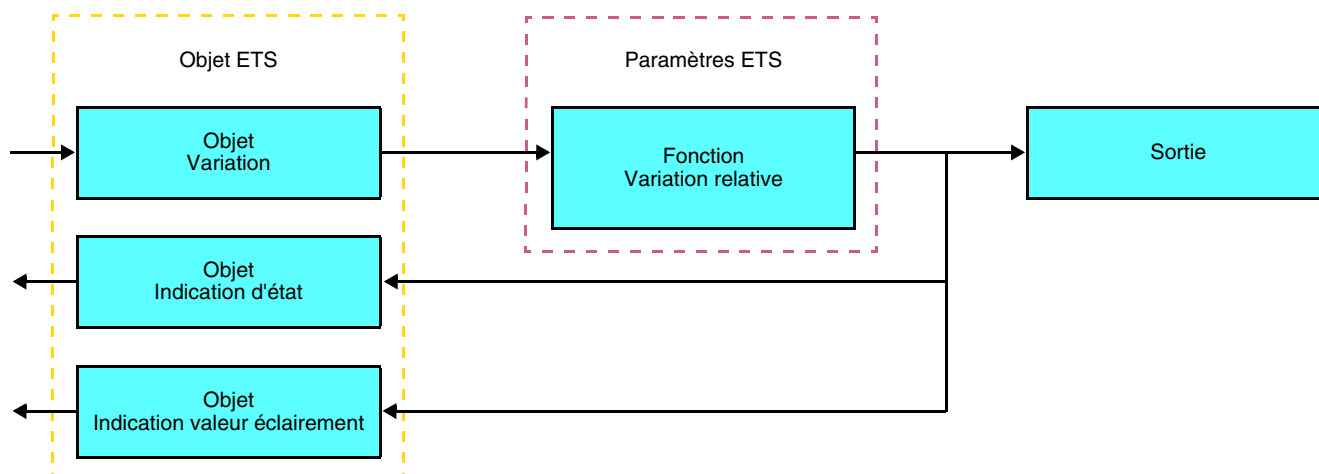 Objet ETS
Paramètres ETS
Objet
Variation
Fonction
Variation relative
Sortie
Objet
Indication d'état
Objet
Indication valeur éclairement